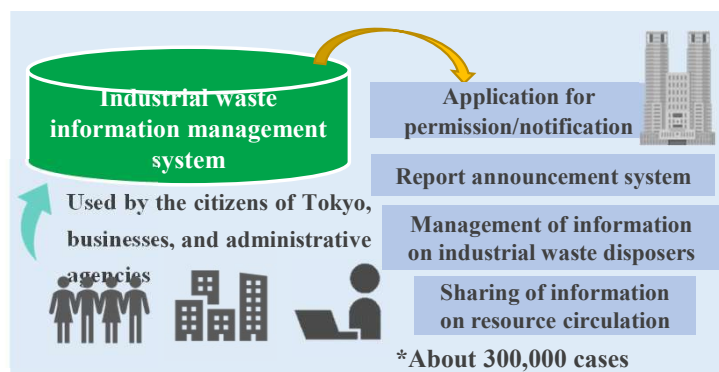 Industrial waste
information management
system
Used by the citizens of Tokyo,
businesses, and administrative
agencies
Application for
permission/notification
Report announcement system
Management of information
on industrial waste disposers
Sharing of information
on resource circulation
*About 300,000 cases